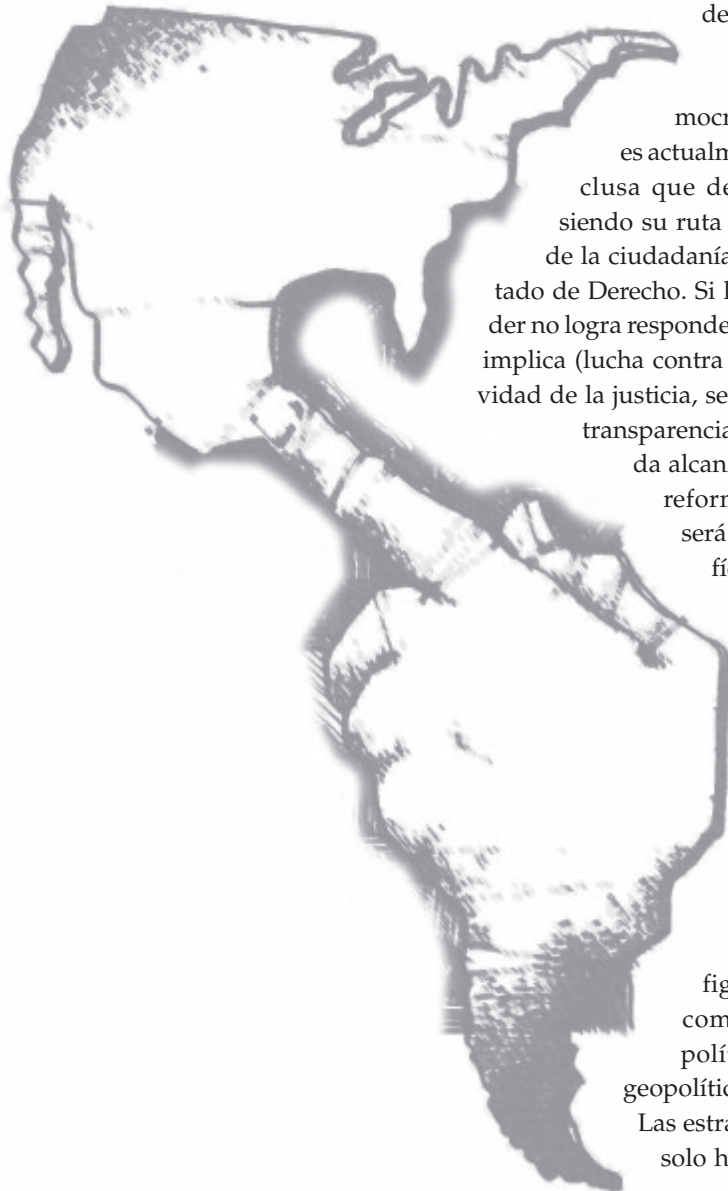 de
mocr
es actualm
clusa que de
siendo su ruta
de la ciudadanía
tado de Derecho. Si l
der no logra responde
implica (lucha contra
vidad de la justicia, se
transparencia
da alcan
reforn
será
fí
fig
com
polí
geopolític
Las estra
solo h